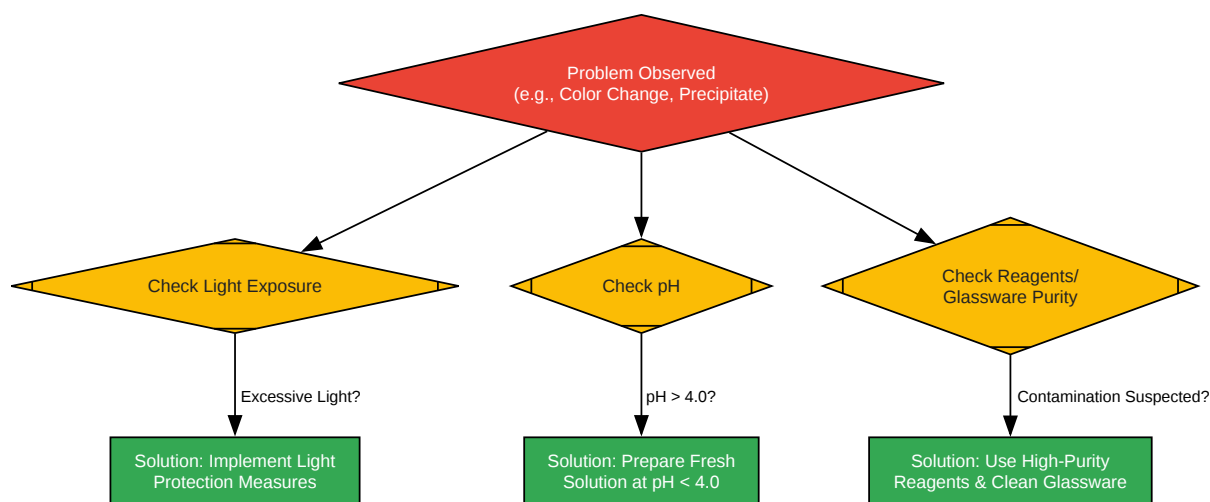 Problem Observed
(e.g., Color Change, Precipitate)
Check Light Exposure
Check pH
Check Reagents/
Glassware Purity
Excessive Light?
pH > 4.0?
Contamination Suspected?
Solution: Implement Light
Protection Measures
Solution: Prepare Fresh
Solution at pH < 4.0
Solution: Use High-Purity
Reagents & Clean Glassware